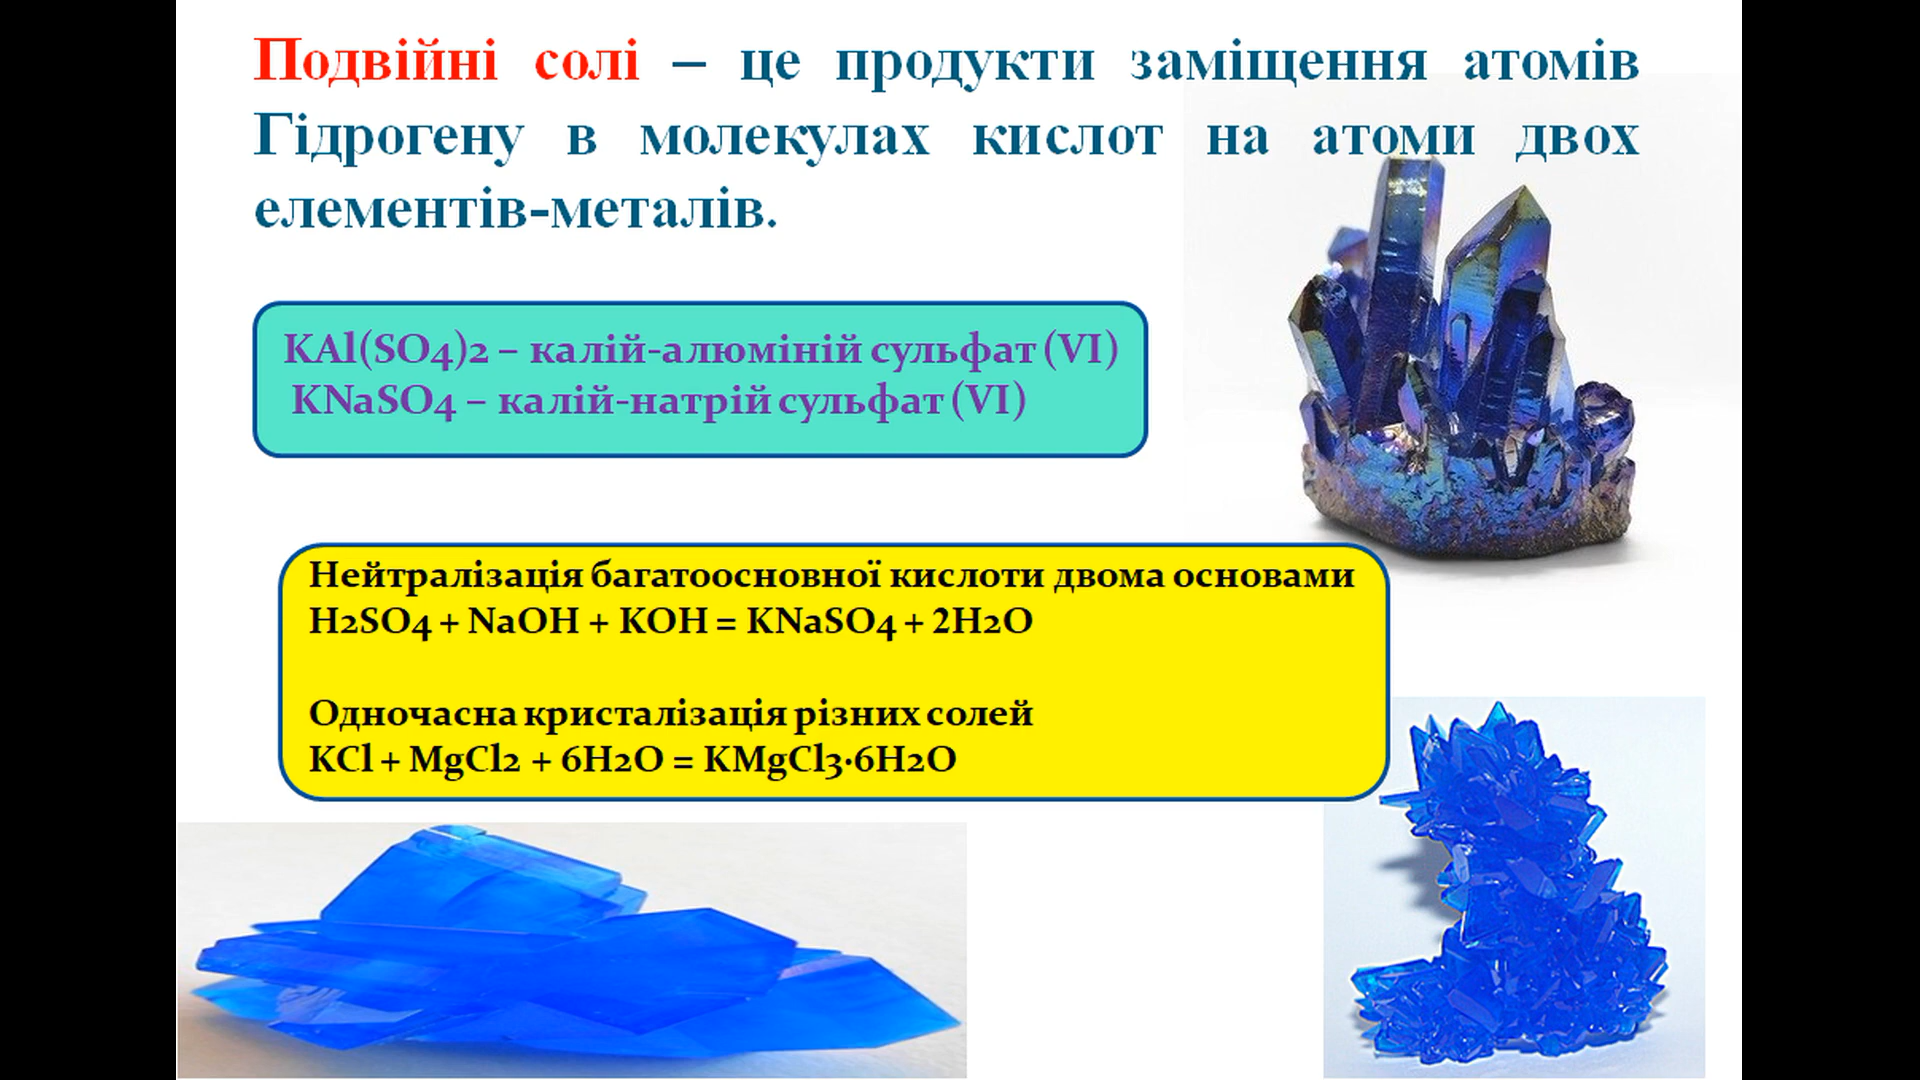 Подвійні солі – це продукти заміщення атомів
Гідрогену в молекулах кислот на атоми двох
елементів-металів.
KAl(SO4)2 – калій-алюміній сульфат (VI)
KNaSO4 – калій-натрій сульфат (VI)
Нейтралізація багатоосновної кислоти двома основами
H2SO4 + NaOH + KOH = KNaSO4 + 2H2O
Одночасна кристалізація різних солей
KCl + MgCl2 + 6H2O = KMgCl3·6H2O